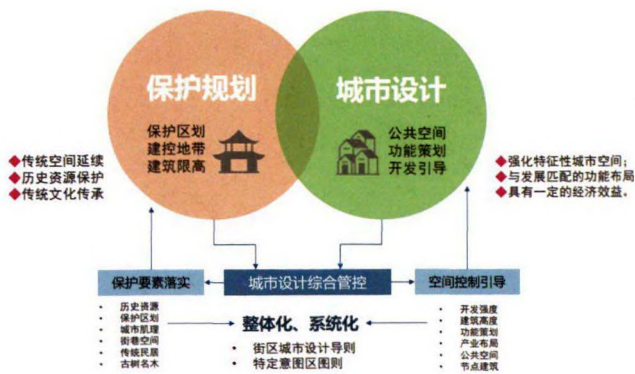 保护规划
保护区划
建控地带
建筑限高
城市设计
公共空间
功能策划
开发引导
◆传统空间延续
◆历史资源保护
◆传统文化传承
◆强化特征性城市空间;
◆与发展匹配的功能布局
◆具有一定的经济效益。
保护要素落实
城市设计综合管控
空间控制引导
• 历史资源
• 保护区划
• 城市肌理
• 街巷空间
• 传统民居
• 古树名木
整体化、系统化
• 街区城市设计导则
• 特定意图区图则
• 开发强度
• 建筑高度
• 功能策划
• 产业布局
• 公共空间
• 节点建筑